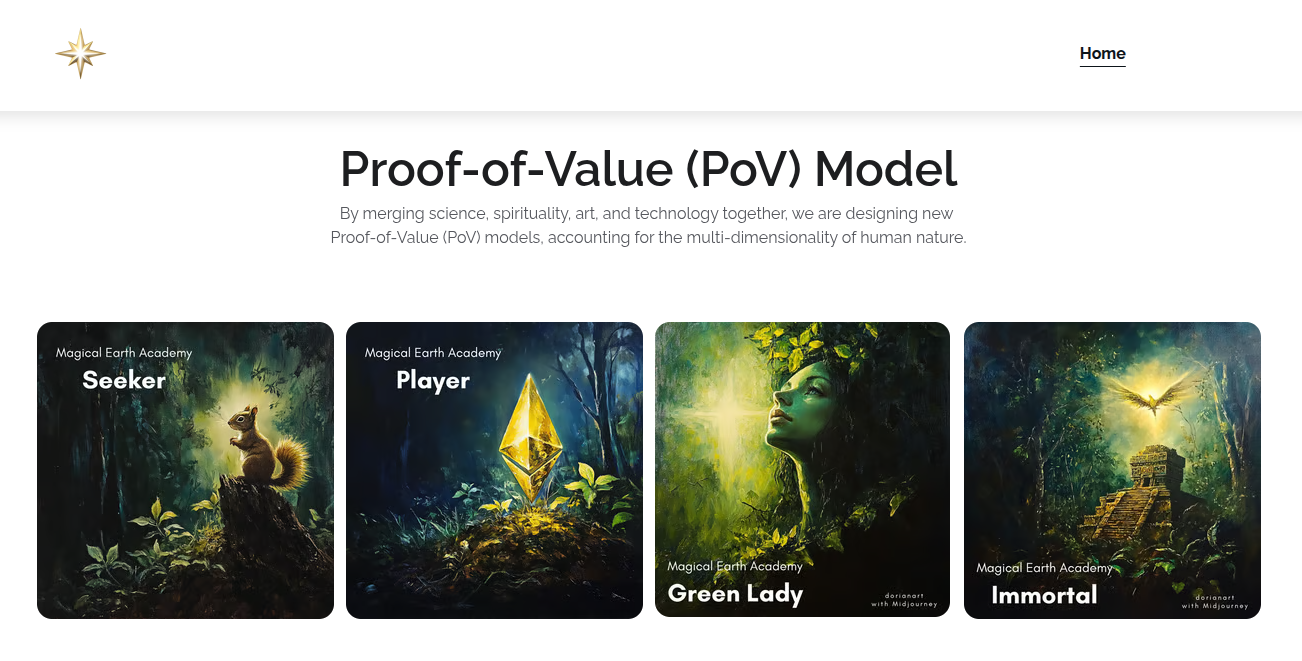 Home
Proof-of-Value (PoV) Model
By merging science, spirituality, art, and technology together, we are designing new
Proof-of-Value (PoV) models, accounting for the multi-dimensionality of human nature.
Magical Earth Academy
Seeker
Magical Earth Academy
Player
Magical Earth Academy
Green Lady
dorianart
with Midjourney
Magical Earth Academy
Immortal
dorianart
with Midjourney